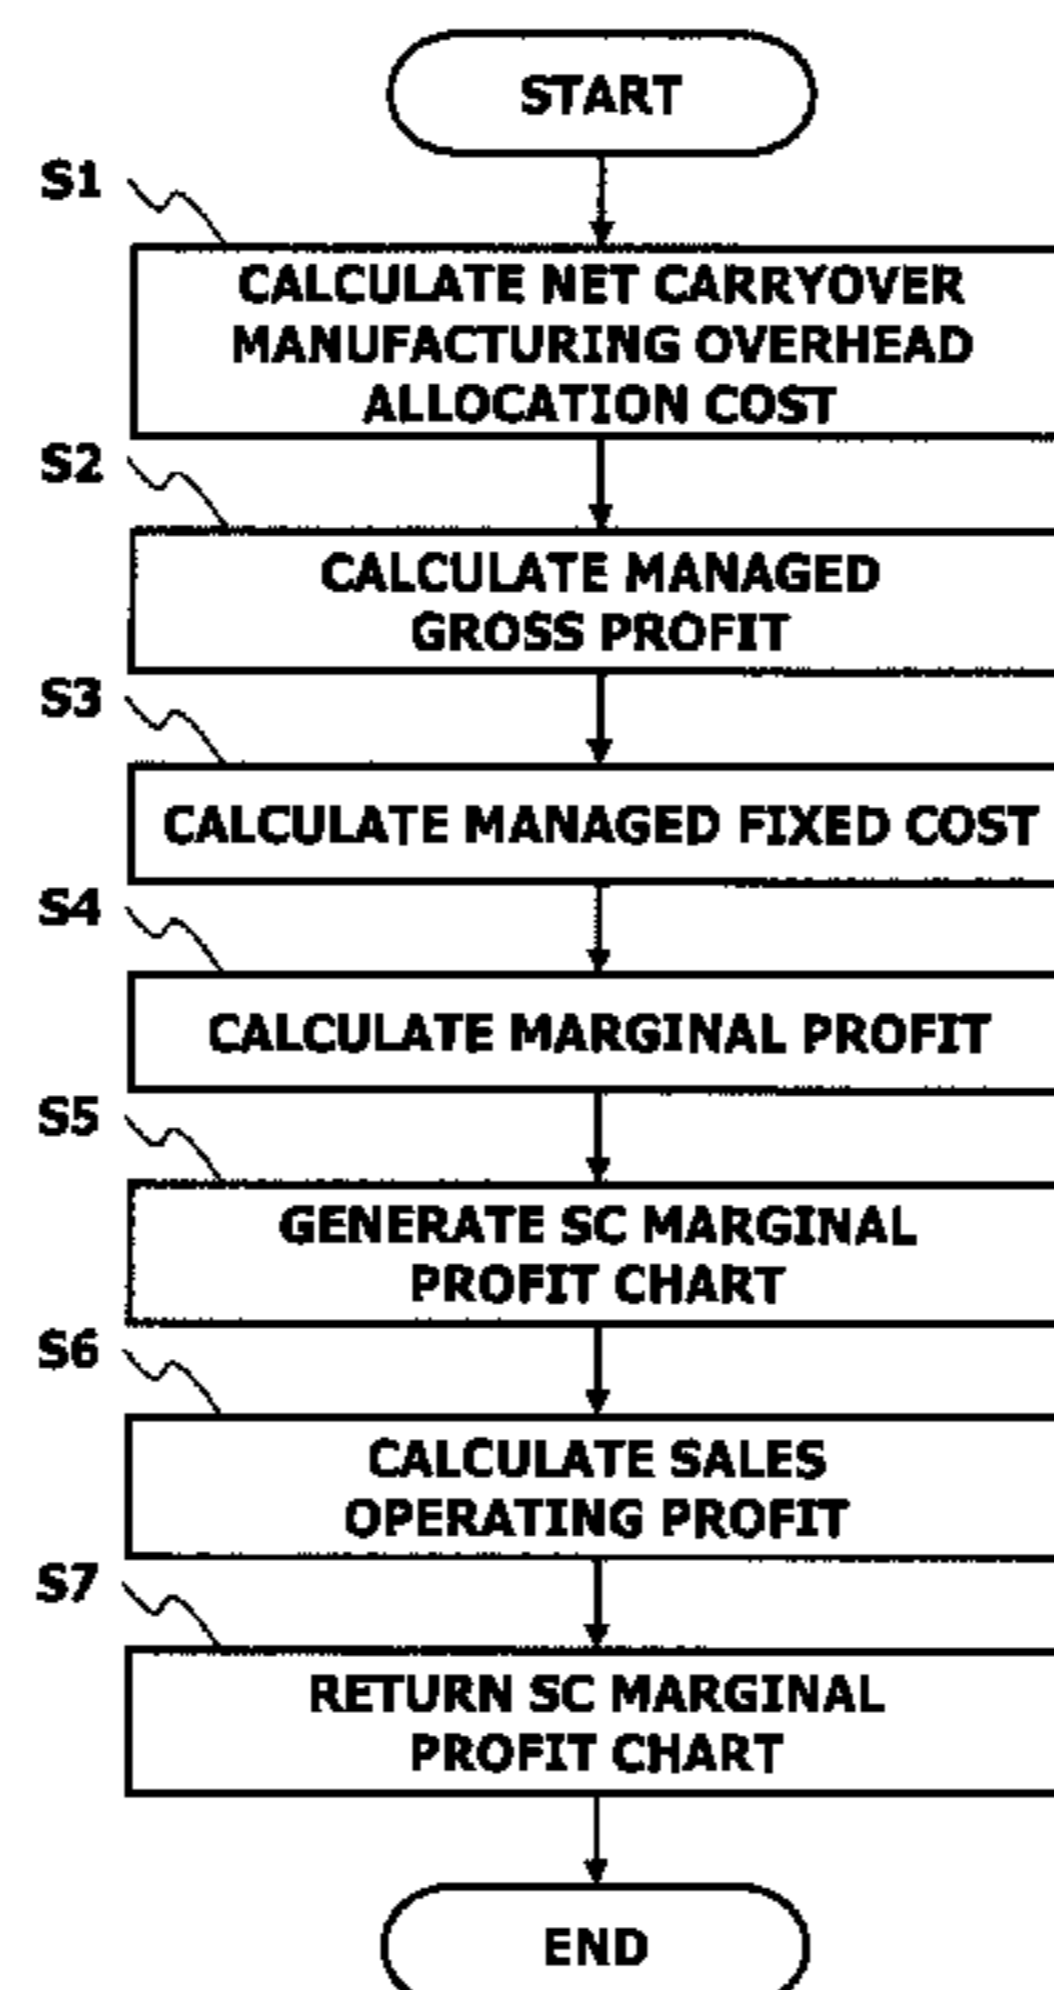 START
S1
CALCULATE NET CARRYOVER
MANUFACTURING OVERHEAD
ALLOCATION COST
S2
CALCULATE MANAGED
GROSS PROFIT
S3
CALCULATE MANAGED FIXED COST
S4
CALCULATE MARGINAL PROFIT
S5
GENERATE SC MARGINAL
PROFIT CHART
S6
CALCULATE SALES
OPERATING PROFIT
S7
RETURN SC MARGINAL
PROFIT CHART
END